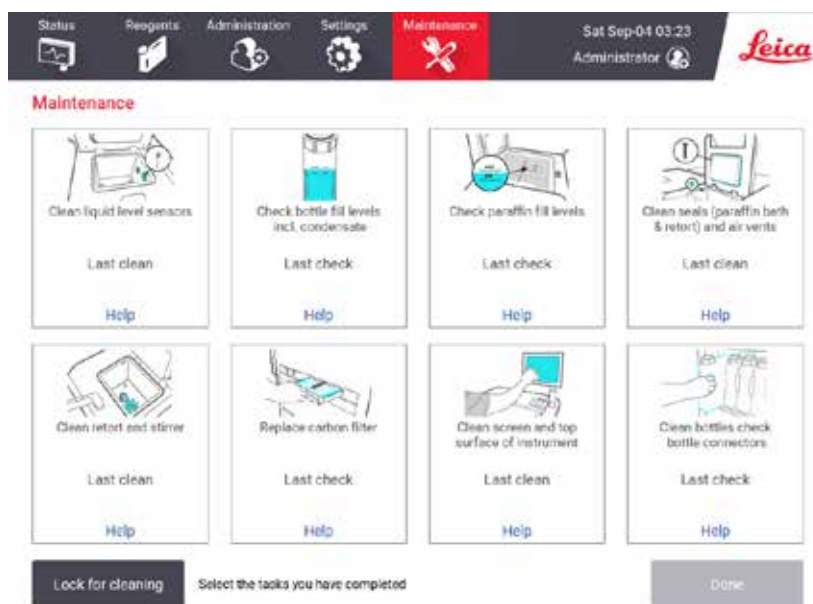 Status Reagents Administration Settings Maintenance
Sat Sep-04 03:23
Administrator
Leica
Maintenance
Clean liquid level sensors
Last clean
Help
Check bottle fill levels
incl. condensate
Last check
Help
Check paraffin fill levels
Last check
Help
Clean seals (paraffin bath
& retort) and air vents
Last clean
Help
Clean retort and stirrer
Last clean
Help
Replace carbon filter
Last check
Help
Clean screen and top
surface of instrument
Last clean
Help
Clean bottles check
bottle connectors
Last check
Help
Lock for cleaning
Select the tasks you have completed
Done